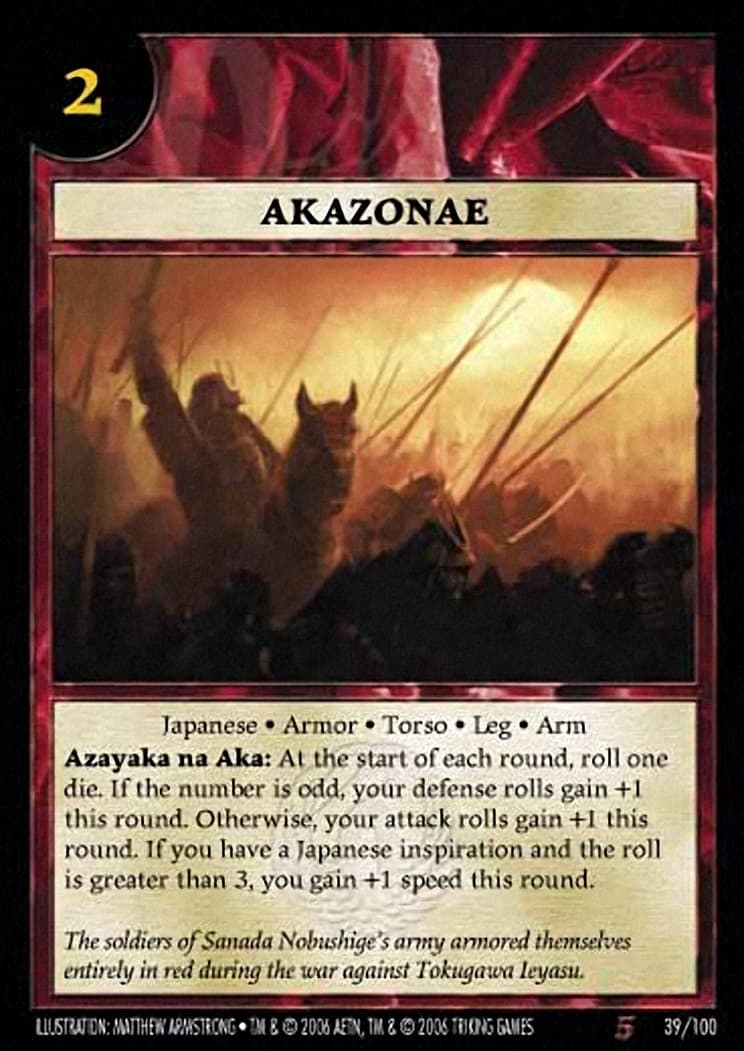 2
AKAZONAE
Japanese • Armor • Torso • Leg • Arm
Azayaka na Aka: At the start of each round, roll one
die. If the number is odd, your defense rolls gain +1
this round. Otherwise, your attack rolls gain +1 this
round. If you have a Japanese inspiration and the roll
is greater than 3, you gain +1 speed this round.
The soldiers of Sanada Nobushige's army armored themselves
entirely in red during the war against Tokugawa Ieyasu.
ILLUSTRATION: MATTHEW ARMSTRONG • TM & © 2006 AETN, TM & © 2006 TRIKING GAMES 5 39/100